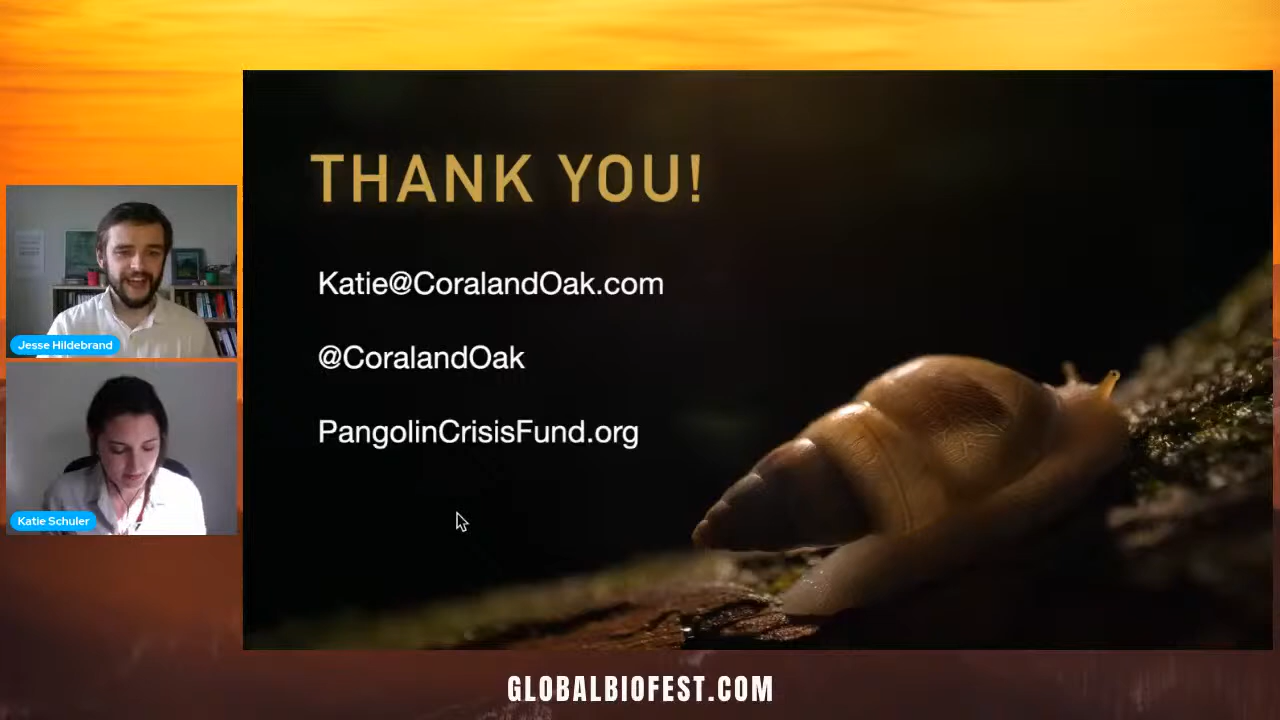 THANK YOU!
Katie@CoralandOak.com
@CoralandOak
PangolinCrisisFund.org
Jesse Hildebrand
Katie Schuler
GLOBALBIOFEST.COM